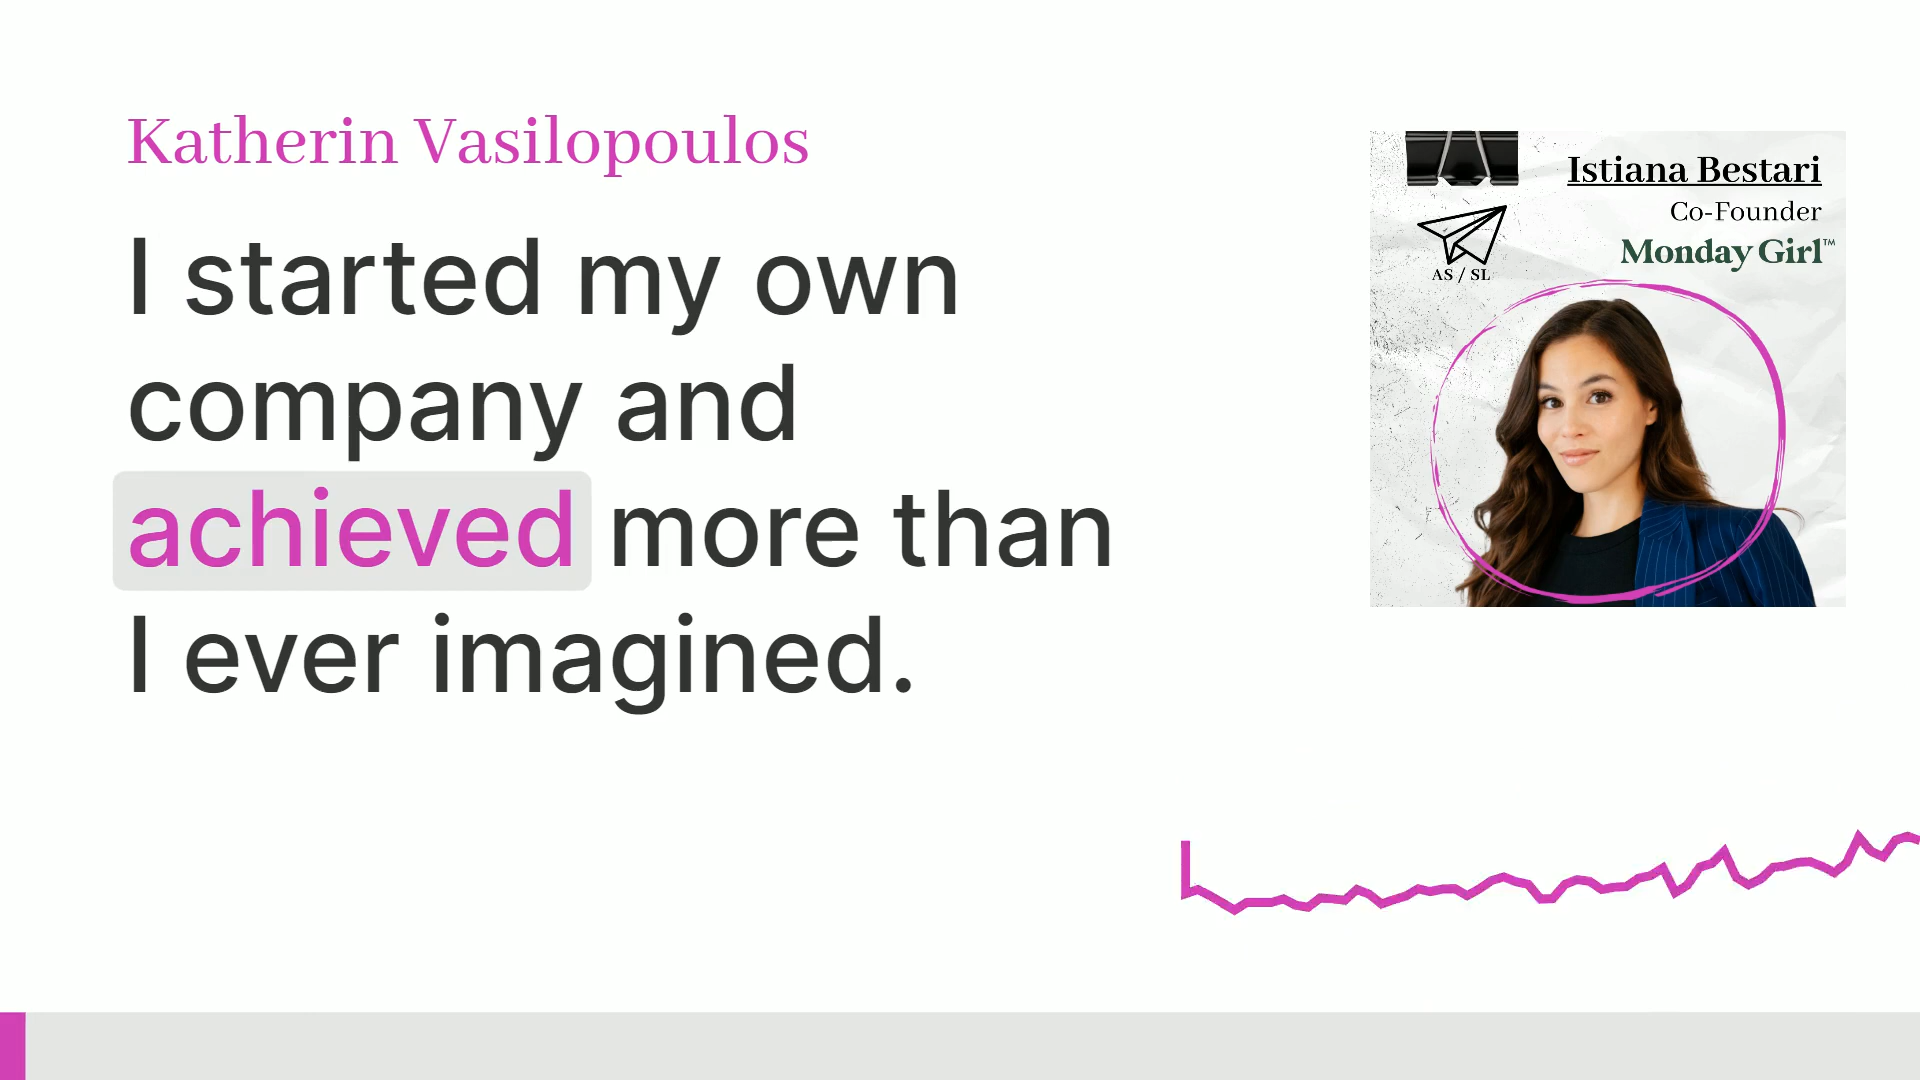 Katherin Vasilopoulos
I started my own
company and
achieved more than
I ever imagined.
Istiana Bestari
Co-Founder
Monday Girl™
AS / SL